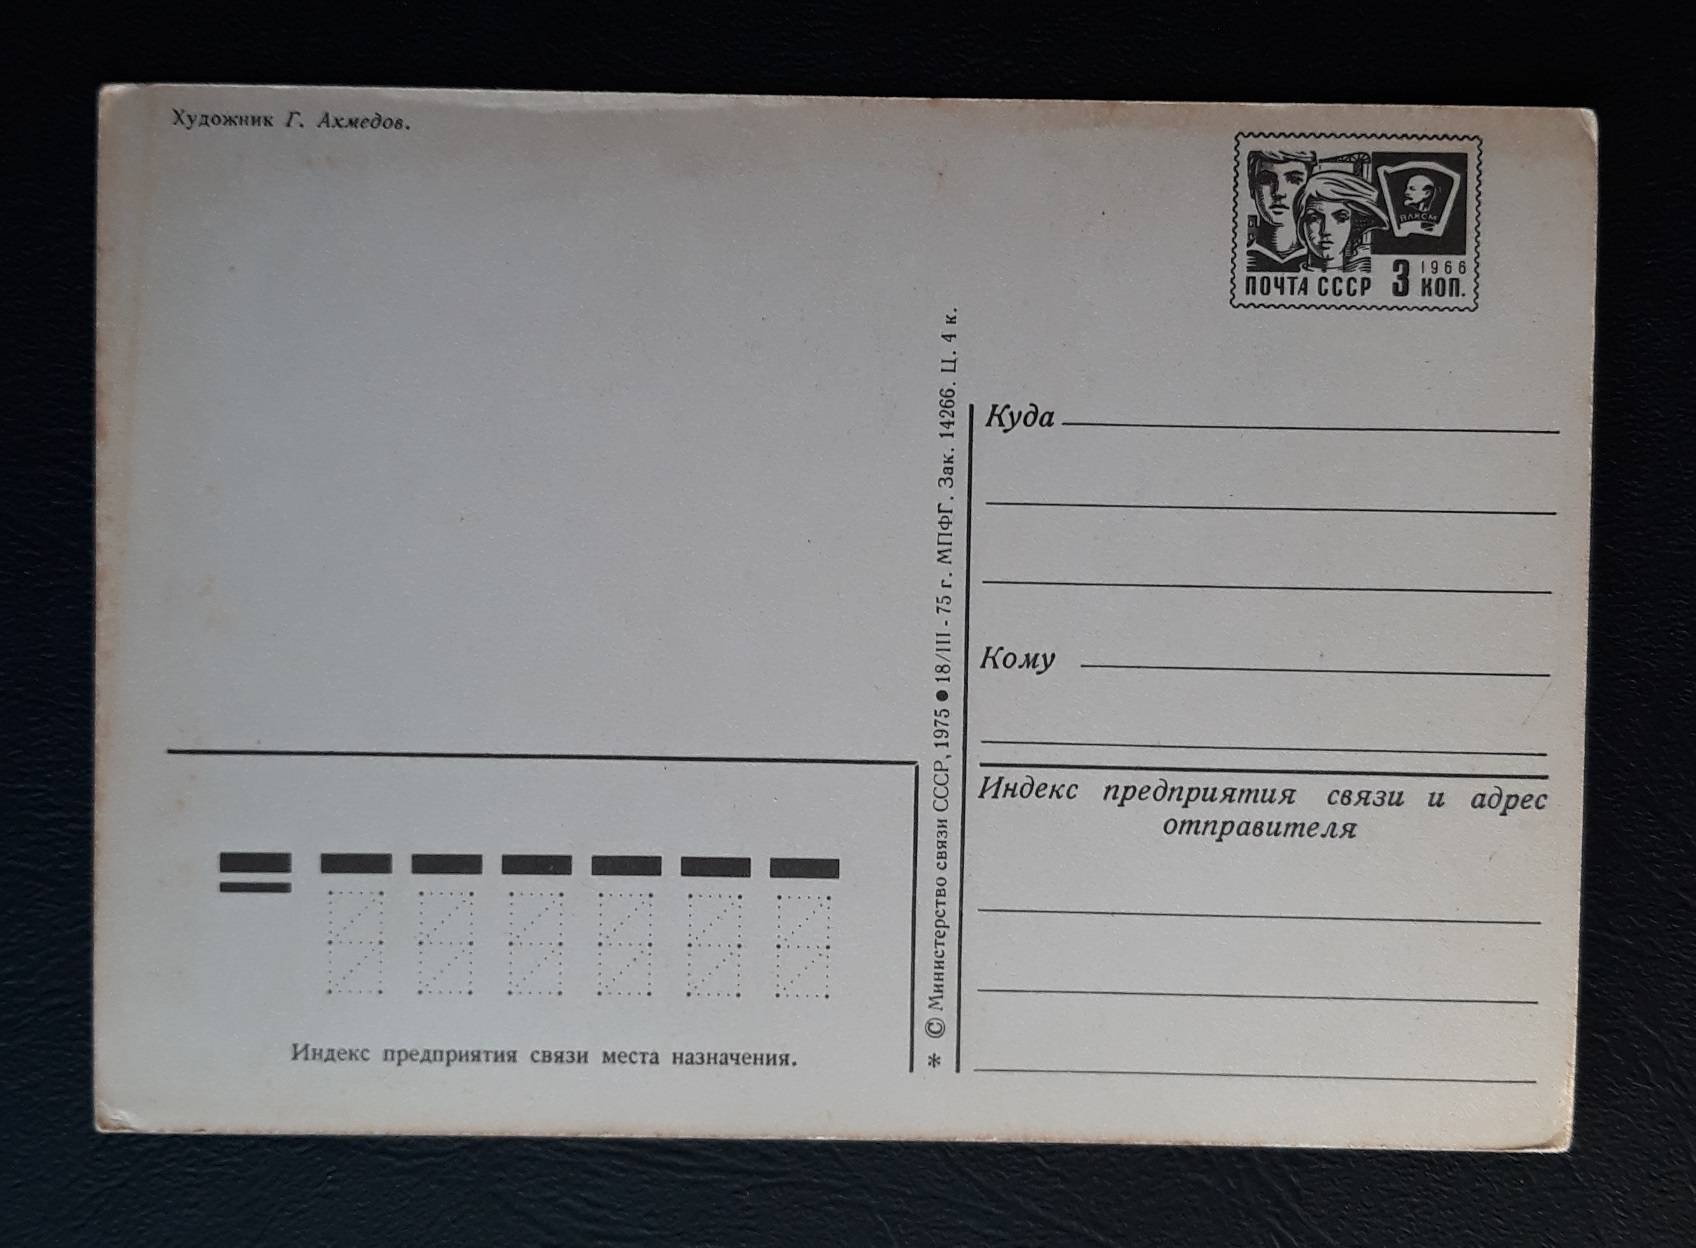 Художник Г. Ахмедов.
ВЛКСМ
1966
ПОЧТА СССР 3 КОП.
* © Министерство связи СССР, 1975 ● 18/III - 75 г. МПФГ. Зак. 14266. Ц. 4 к.
Куда
Кому
Индекс предприятия связи и адрес
отправителя
Индекс предприятия связи места назначения.